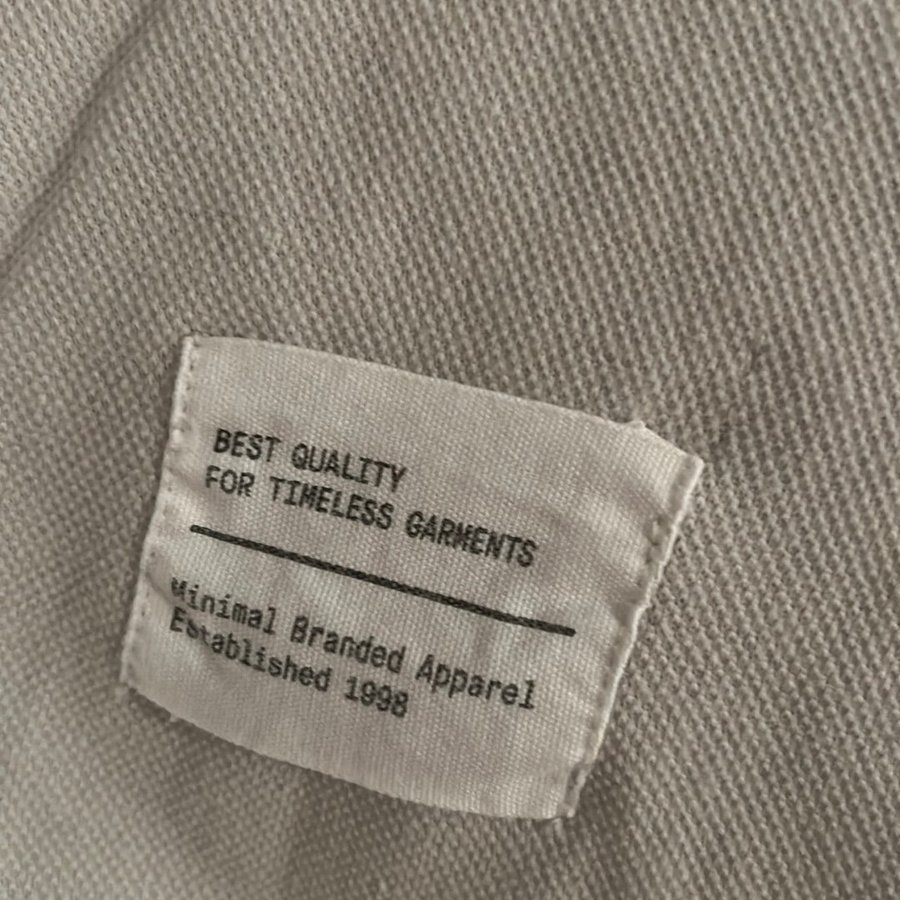 BEST QUALITY
FOR TIMELESS GARMENTS
Minimal Branded Apparel
Established 1998